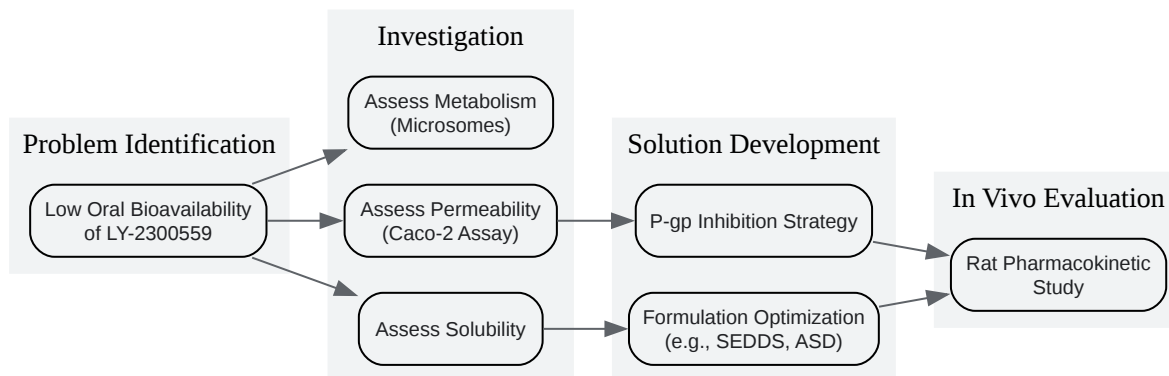 Problem Identification
Low Oral Bioavailability
of LY-2300559
Investigation
Assess Metabolism
(Microsomes)
Assess Permeability
(Caco-2 Assay)
Assess Solubility
Solution Development
P-gp Inhibition Strategy
Formulation Optimization
(e.g., SEDDS, ASD)
In Vivo Evaluation
Rat Pharmacokinetic
Study